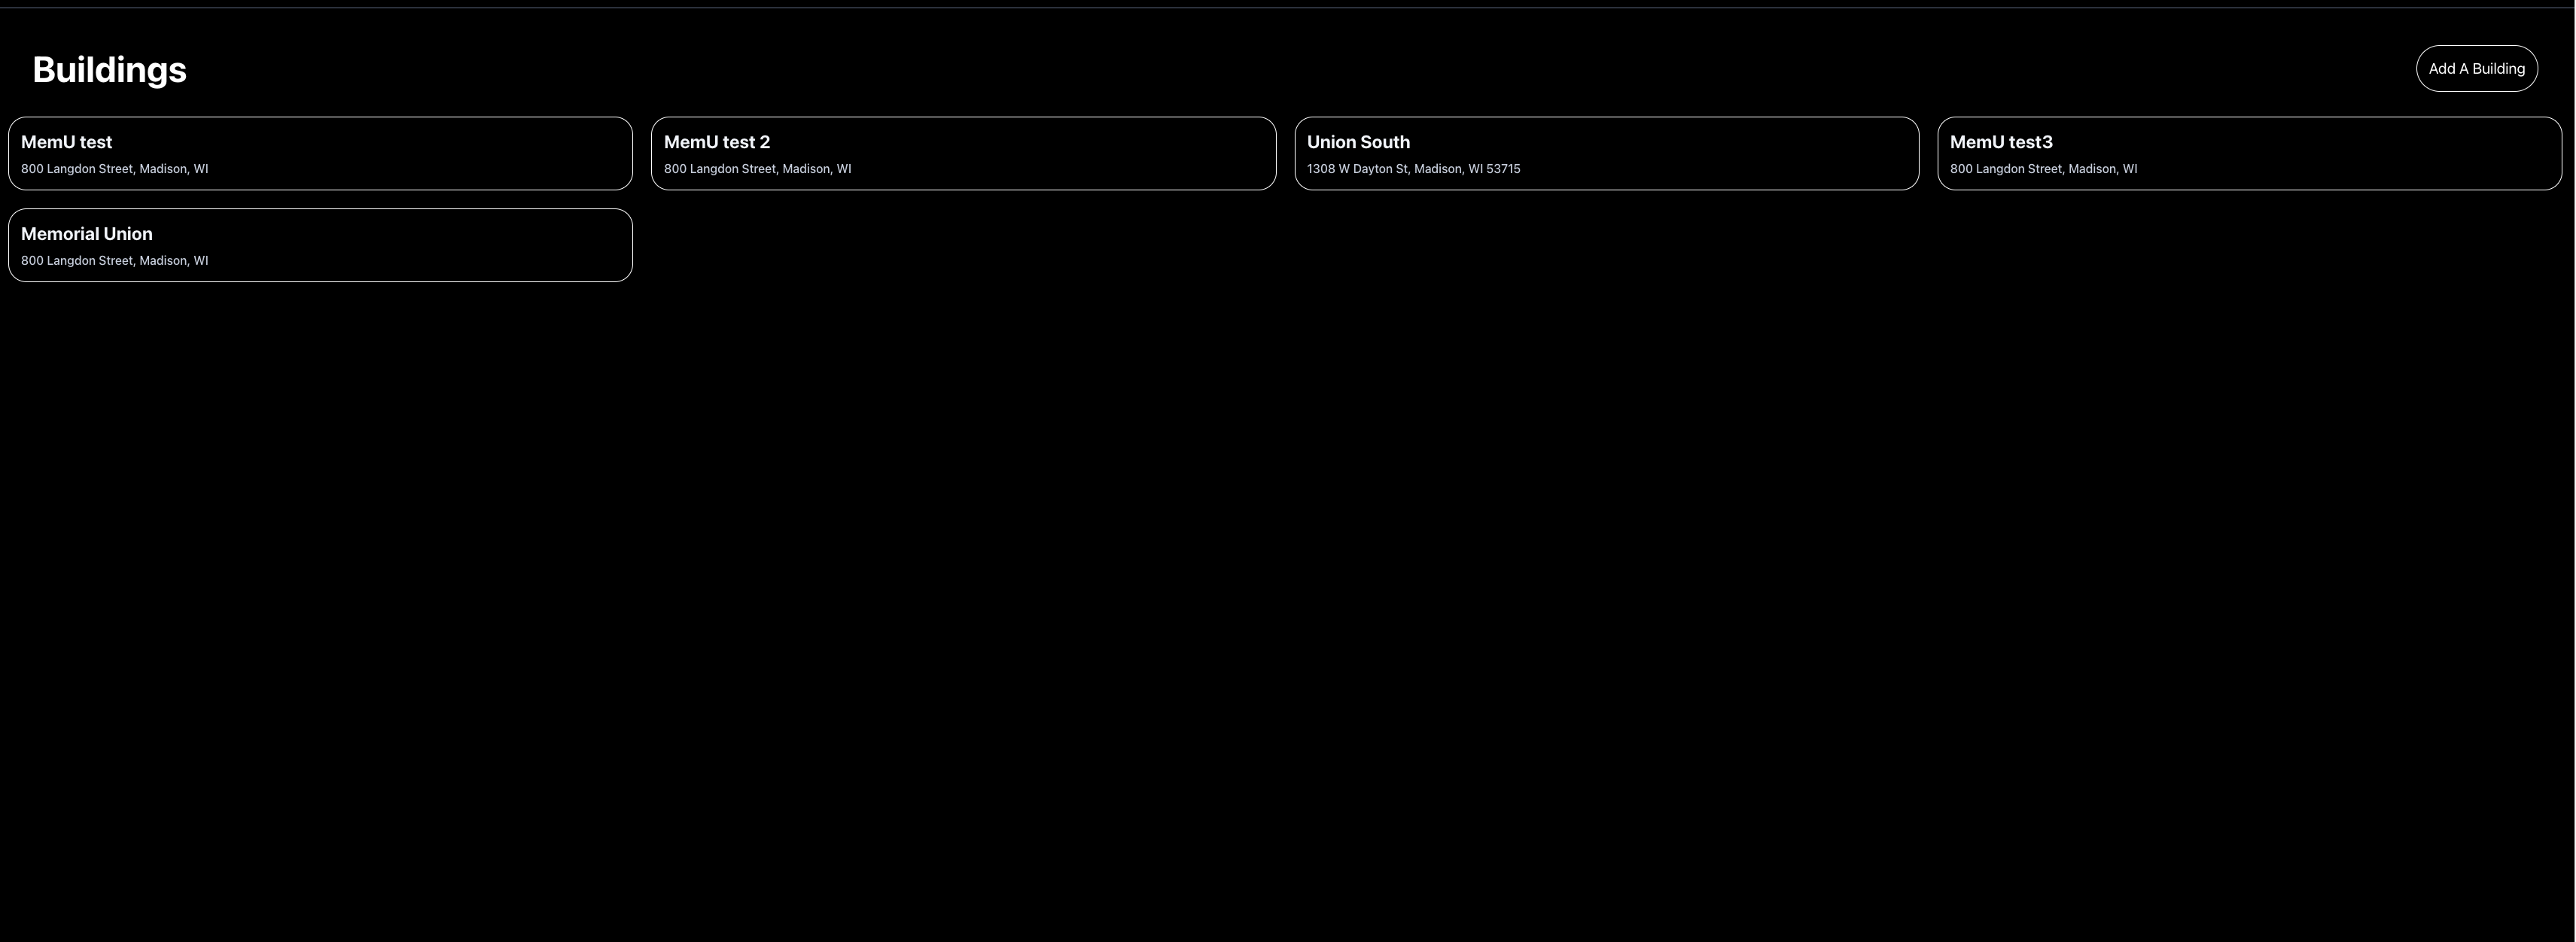 Buildings
Add A Building
MemU test
800 Langdon Street, Madison, WI
MemU test 2
800 Langdon Street, Madison, WI
Union South
1308 W Dayton St, Madison, WI 53715
MemU test3
800 Langdon Street, Madison, WI
Memorial Union
800 Langdon Street, Madison, WI